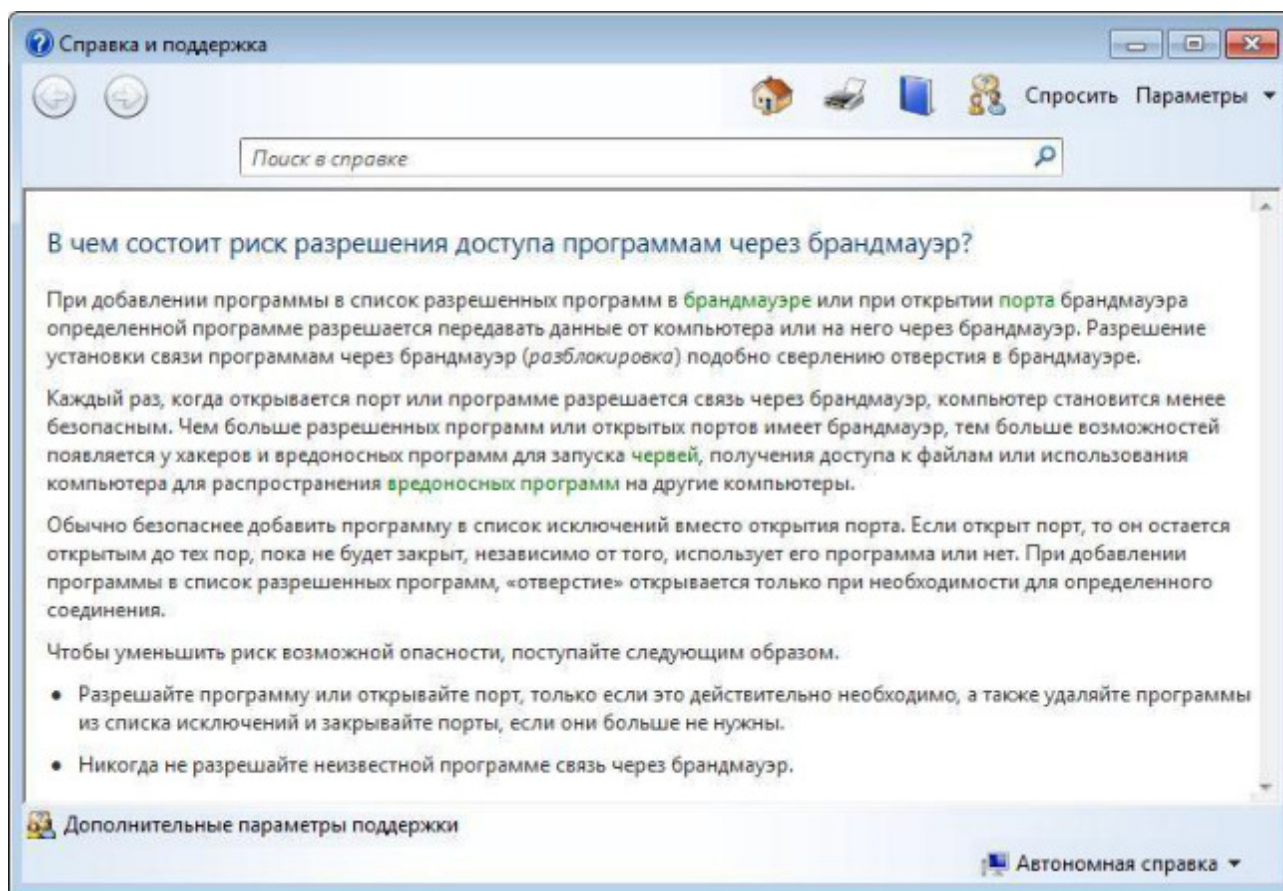 Справка и поддержка
Спросить Параметры
Поиск в справке
В чем состоит риск разрешения доступа программам через брандмауэр?
При добавлении программы в список разрешенных программ в брандмауэре или при открытии порта брандмауэра
определенной программе разрешается передавать данные от компьютера или на него через брандмауэр. Разрешение
установки связи программам через брандмауэр (разблокировка) подобно сверлению отверстия в брандмауэре.
Каждый раз, когда открывается порт или программе разрешается связь через брандмауэр, компьютер становится менее
безопасным. Чем больше разрешенных программ или открытых портов имеет брандмауэр, тем больше возможностей
появляется у хакеров и вредоносных программ для запуска червей, получения доступа к файлам или использования
компьютера для распространения вредоносных программ на другие компьютеры.
Обычно безопаснее добавить программу в список исключений вместо открытия порта. Если открыт порт, то он остается
открытым до тех пор, пока не будет закрыт, независимо от того, использует его программа или нет. При добавлении
программы в список разрешенных программ, «отверстие» открывается только при необходимости для определенного
соединения.
Чтобы уменьшить риск возможной опасности, поступайте следующим образом.
• Разрешайте программу или открывайте порт, только если это действительно необходимо, а также удаляйте программы
из списка исключений и закрывайте порты, если они больше не нужны.
• Никогда не разрешайте неизвестной программе связь через брандмауэр.
Дополнительные параметры поддержки
Автономная справка